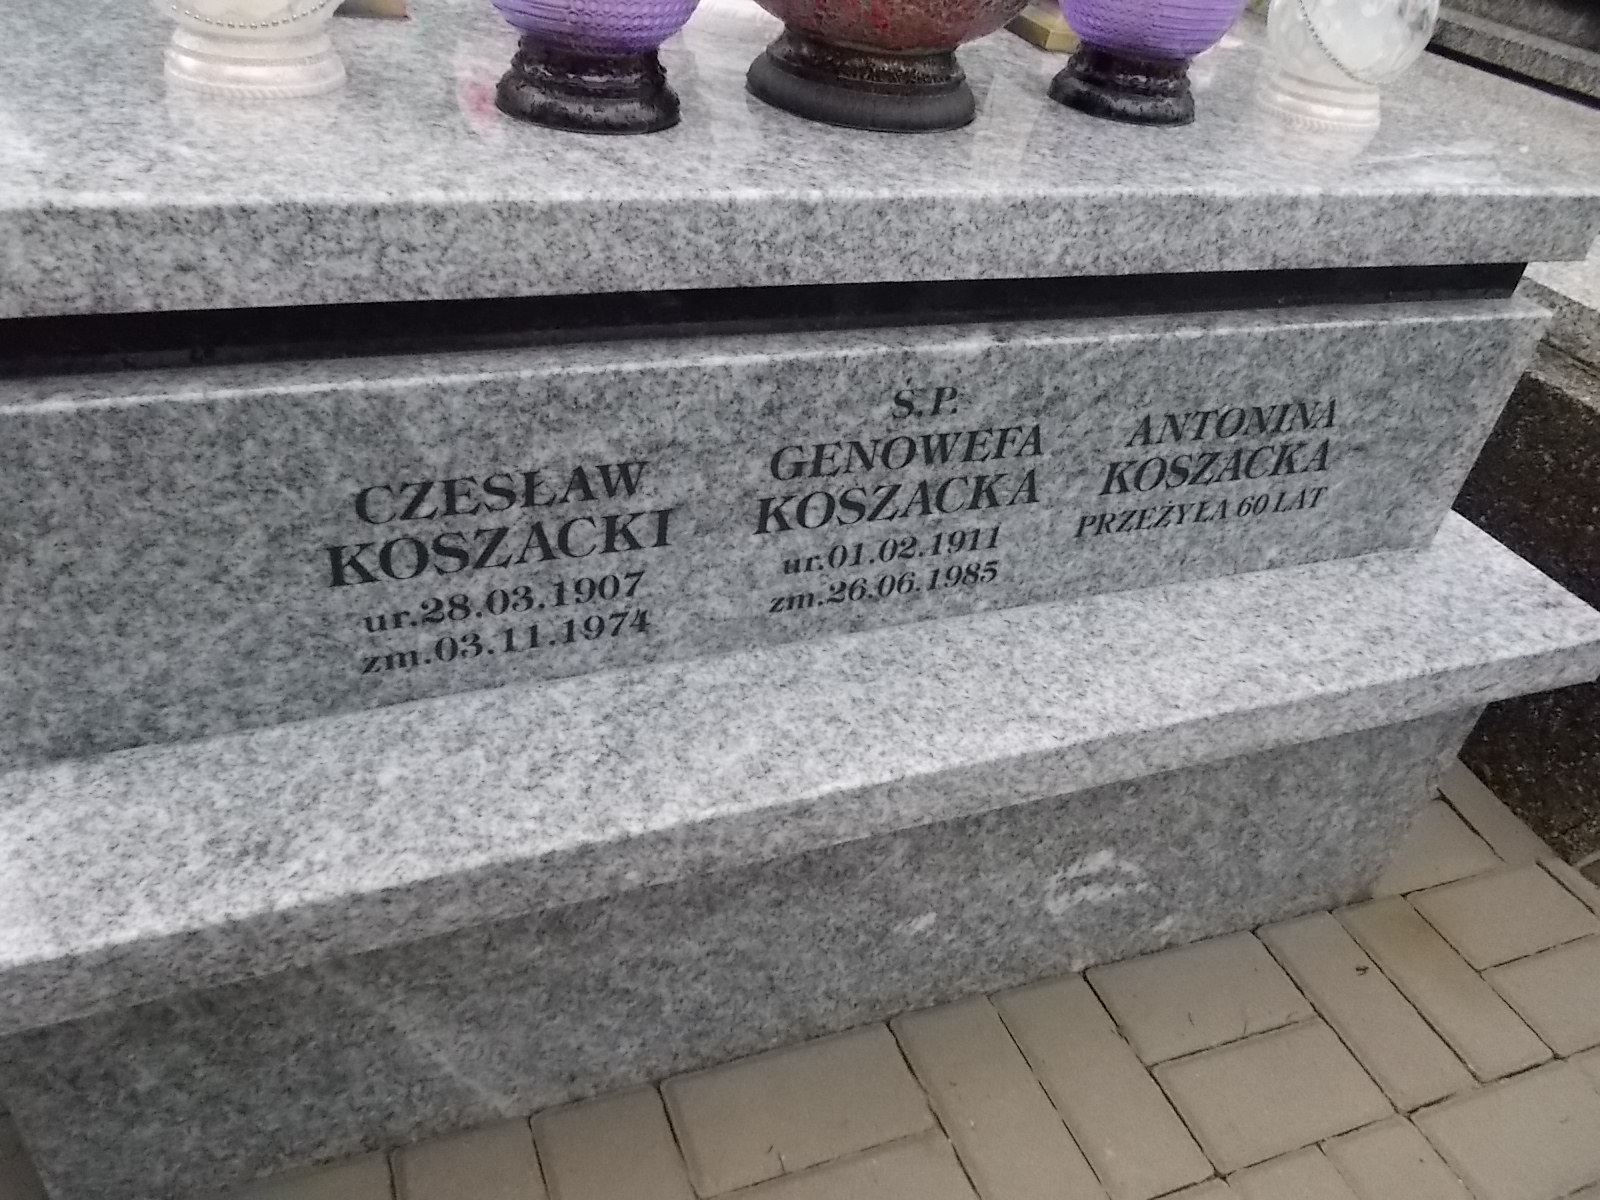 Ś.P.
CZESŁAW
KOSZACKI
ur.28.03.1907
zm.03.11.1974
GENOWEFA
KOSZACKA
ur.01.02.1911
zm.26.06.1985
ANTONINA
KOSZACKA
PRZEŻYŁA 60 LAT